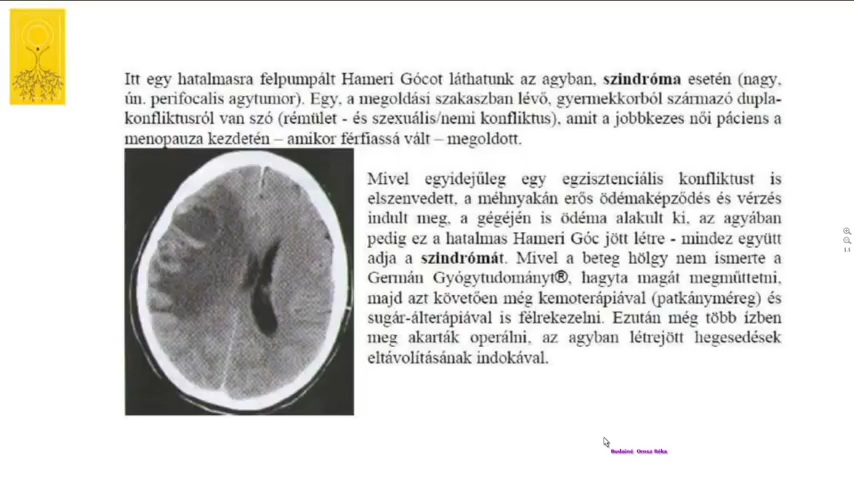 Itt egy hatalmasra felpumpált Hameri Gócot láthatunk az agyban, szindróma esetén (nagy,
ún. perifocalis agytumor). Egy, a megoldási szakaszban lévő, gyermekkorból származó dupla-
konfliktusról van szó (rémület - és szexuális/nemi konfliktus), amit a jobbkezes női páciens a
menopauza kezdetén – amikor férfiassá vált – megoldott.
Mivel egyidejűleg egy egzisztenciális konfliktust is
elszenvedett, a méhnyakán erős ödémaképződés és vérzés
indult meg, a gégéjén is ödéma alakult ki, az agyában
pedig ez a hatalmas Hameri Góc jött létre - mindez együtt
adja a szindrómát. Mivel a beteg hölgy nem ismerte a
Germán Gyógytudományt®, hagyta magát megműttetni,
majd azt követően még kemoterápiával (patkányméreg) és
sugár-álterápiával is félrekezelni. Ezután még több ízben
meg akarták operálni, az agyban létrejött hegesedések
eltávolításának indokával.